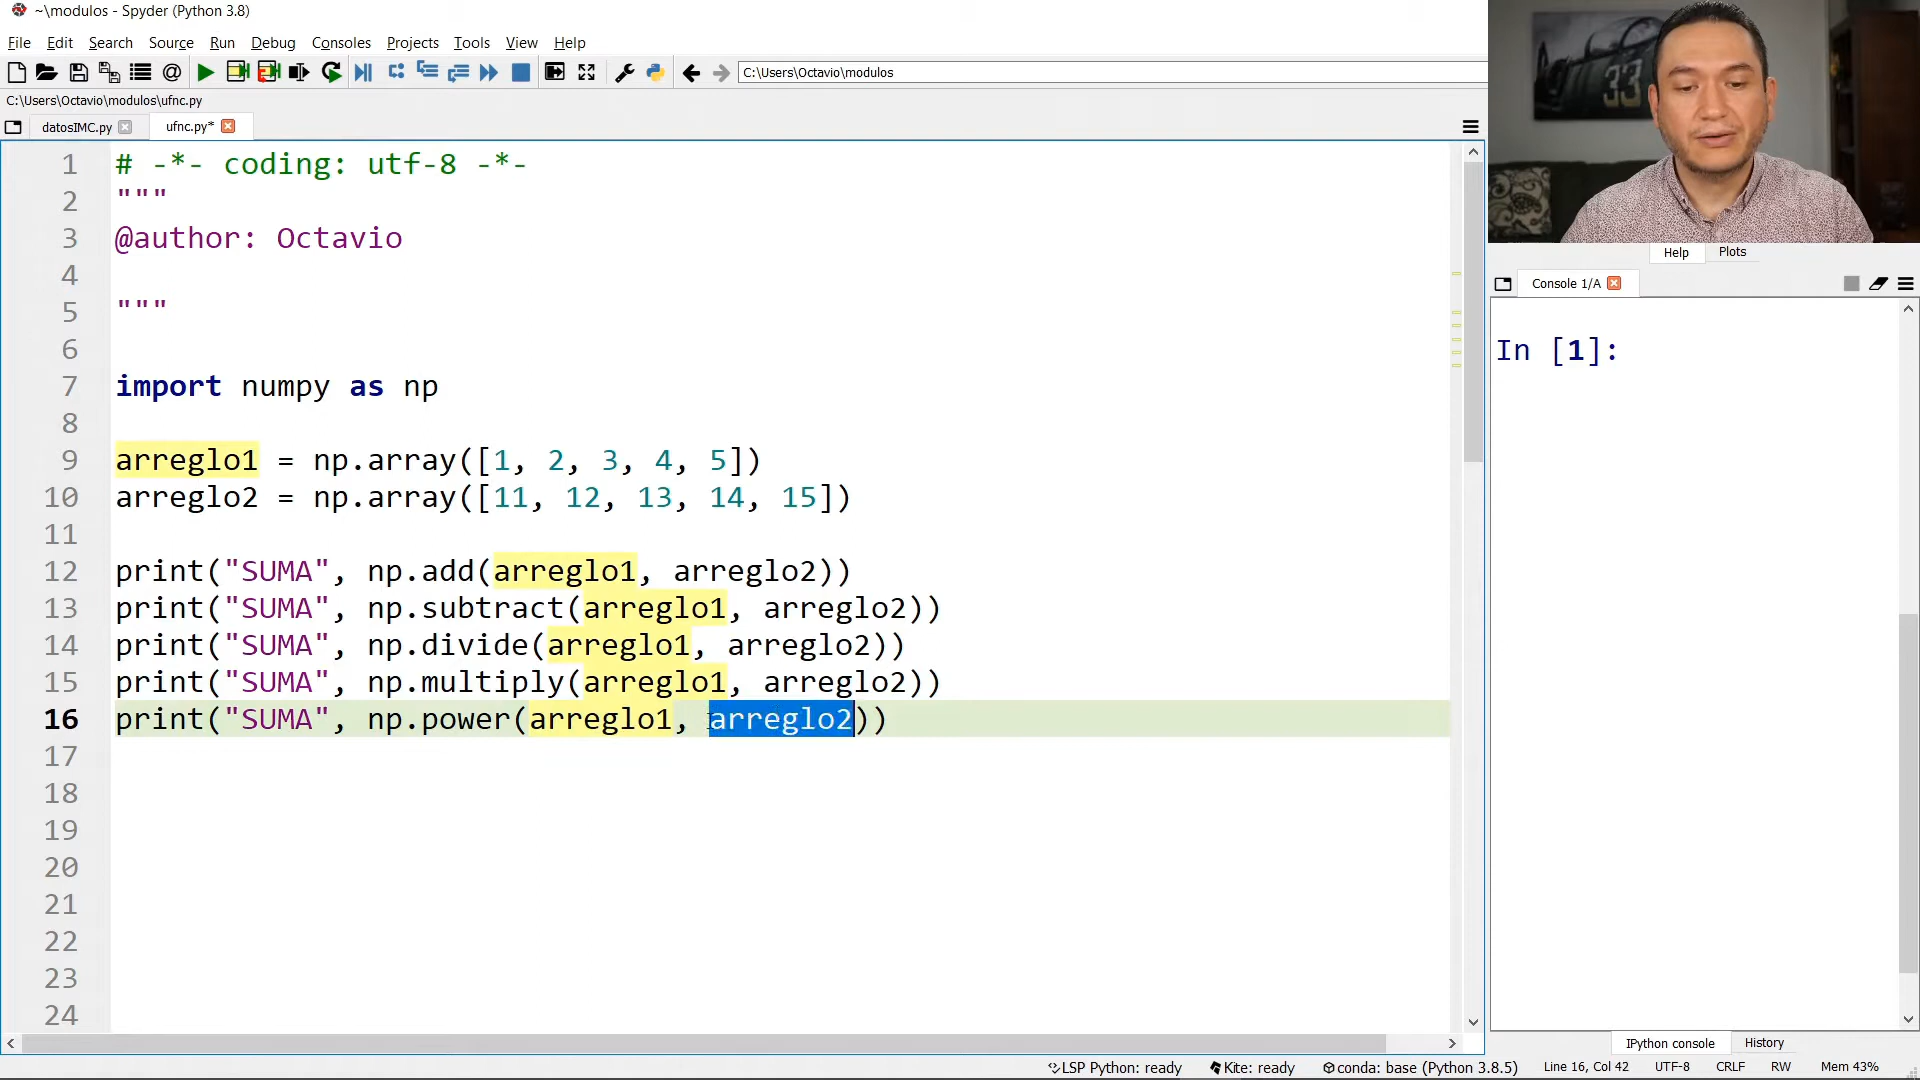 ~\modulos - Spyder (Python 3.8)
File Edit Search Source Run Debug Consoles Projects Tools View Help
C:\Users\Octavio\modulos
33
C:\Users\Octavio\modulos\ufnc.py
datosIMC.py ufnc.py*
1 # -*- coding: utf-8 -*-
2 """
3 @author: Octavio
4
5 """
6
7 import numpy as np
8
9 arreglo1 = np.array([1, 2, 3, 4, 5])
10 arreglo2 = np.array([11, 12, 13, 14, 15])
11
12 print("SUMA", np.add(arreglo1, arreglo2))
13 print("SUMA", np.subtract(arreglo1, arreglo2))
14 print("SUMA", np.divide(arreglo1, arreglo2))
15 print("SUMA", np.multiply(arreglo1, arreglo2))
16 print("SUMA", np.power(arreglo1, arreglo2))
17
18
19
20
21
22
23
24
Help Plots
Console 1/A
In [1]:
IPython console History
LSP Python: ready Kite: ready conda: base (Python 3.8.5) Line 16, Col 42 UTF-8 CRLF RW Mem 43%